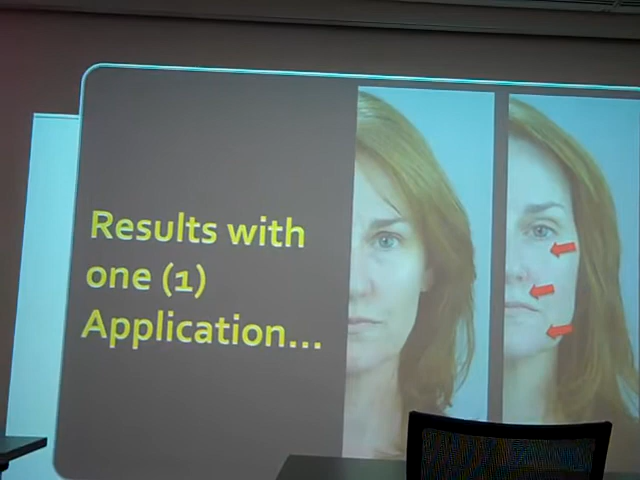 Results with
one (1)
Application...